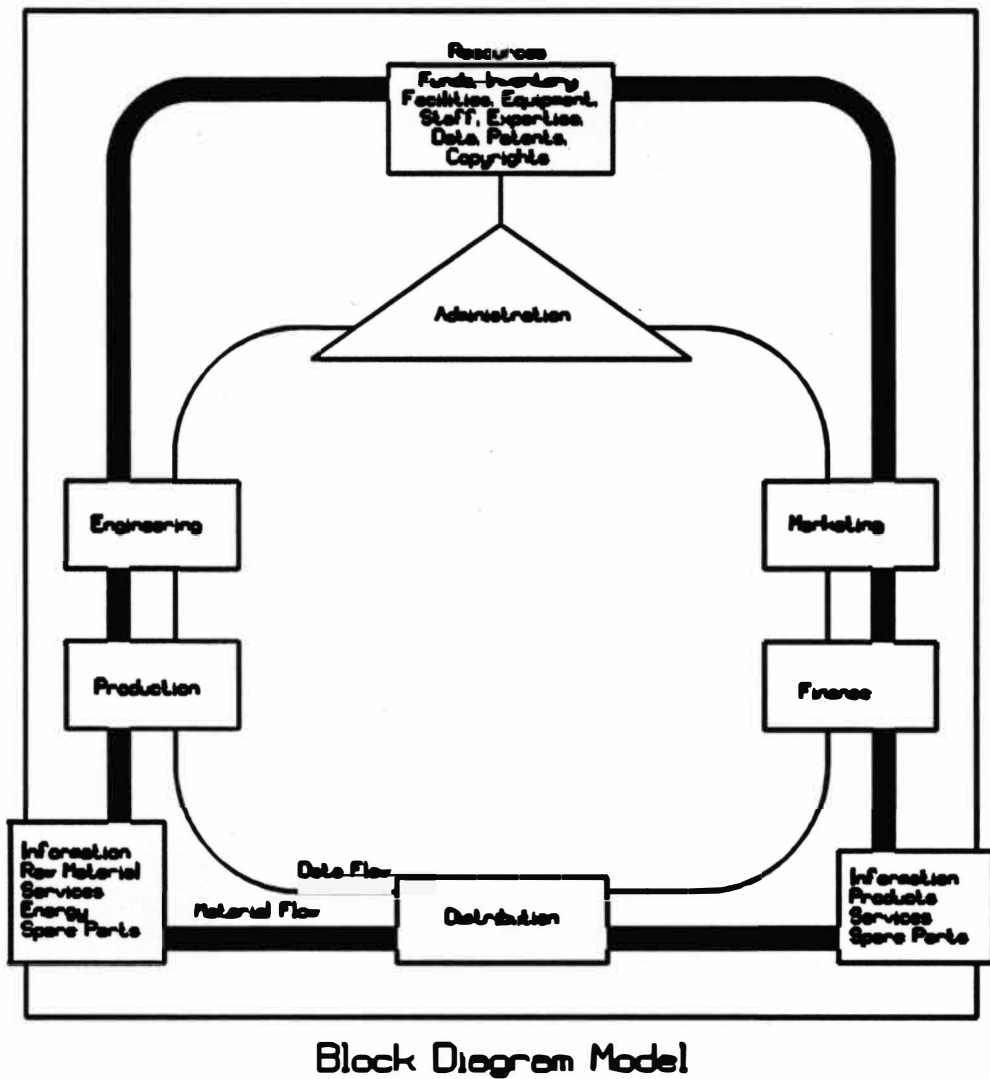 Resources
Funds, Inventory
Facilities, Equipment,
Staff, Expertise,
Data, Patents,
Copyrights
Administration
Engineering
Marketing
Production
Finance
Information
Raw Material
Services
Energy
Spare Parts
Data Flow
Material Flow
Distribution
Information
Products
Services
Spare Parts
Block Diagram Model